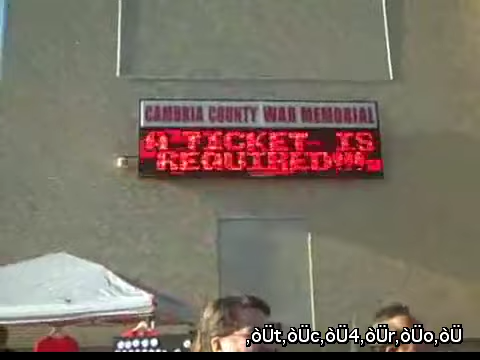 CAMBRIA COUNTY WAR MEMORIAL
A TICKET IS
REQUIRED
,òÜt,òÜc,òÜ4,òÜr,òÜo,òÜ